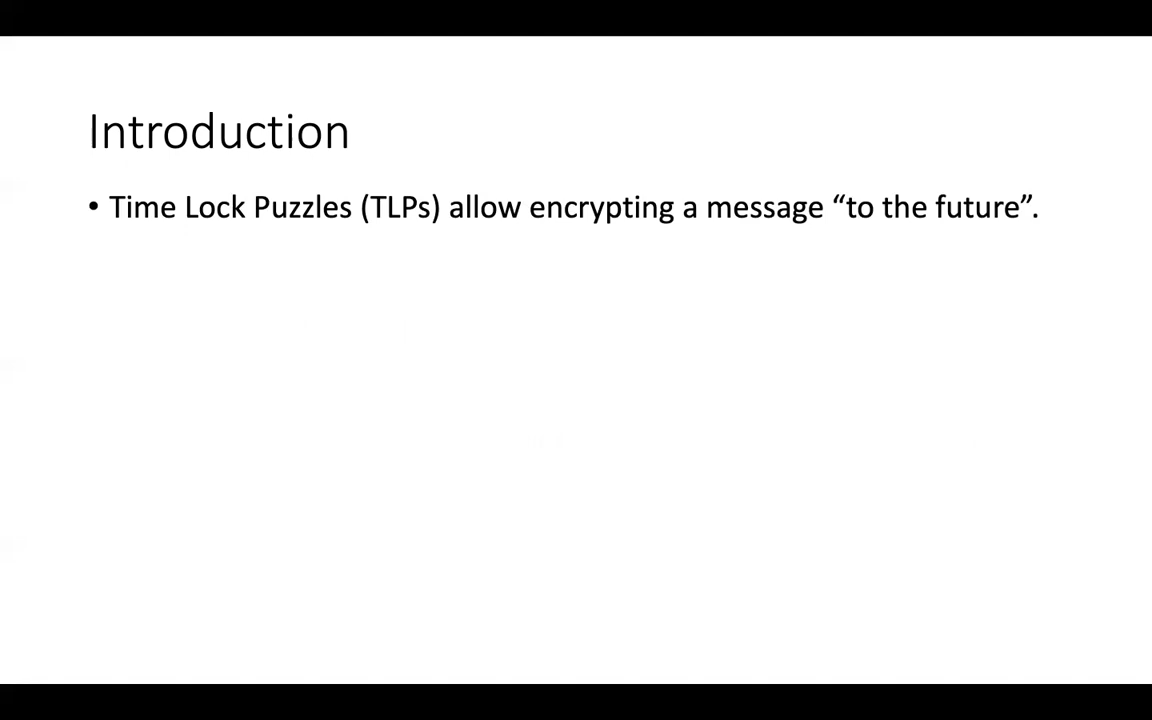 Introduction
• Time Lock Puzzles (TLPs) allow encrypting a message “to the future”.